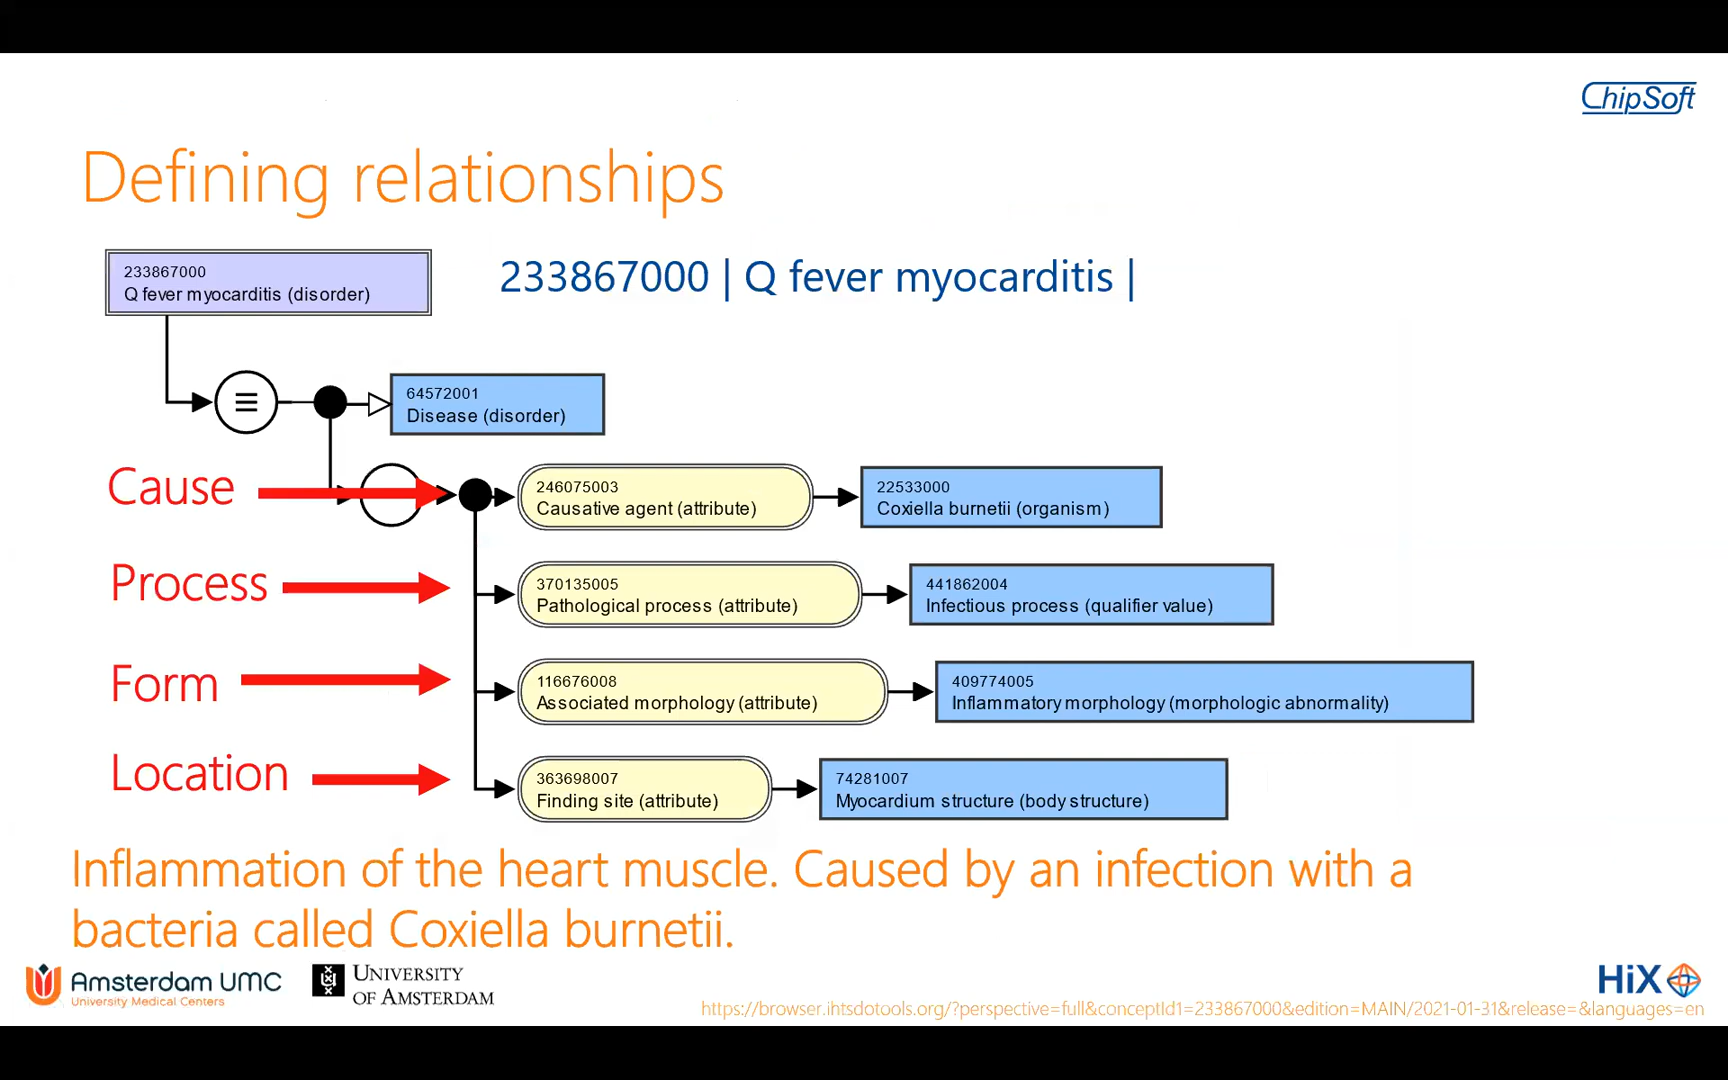 ChipSoft
Defining relationships
233867000
Q fever myocarditis (disorder)
233867000 | Q fever myocarditis |
64572001
Disease (disorder)
Cause
246075003
Causative agent (attribute)
22533000
Coxiella burnetii (organism)
Process
370135005
Pathological process (attribute)
441862004
Infectious process (qualifier value)
Form
116676008
Associated morphology (attribute)
409774005
Inflammatory morphology (morphologic abnormality)
Location
363698007
Finding site (attribute)
74281007
Myocardium structure (body structure)
Inflammation of the heart muscle. Caused by an infection with a
bacteria called Coxiella burnetii.
Amsterdam UMC
University Medical Centers
UNIVERSITY
OF AMSTERDAM
HiX
https://browser.ihtsdotools.org/?perspective=full&conceptId1=233867000&edition=MAIN/2021-01-31&release=&languages=en